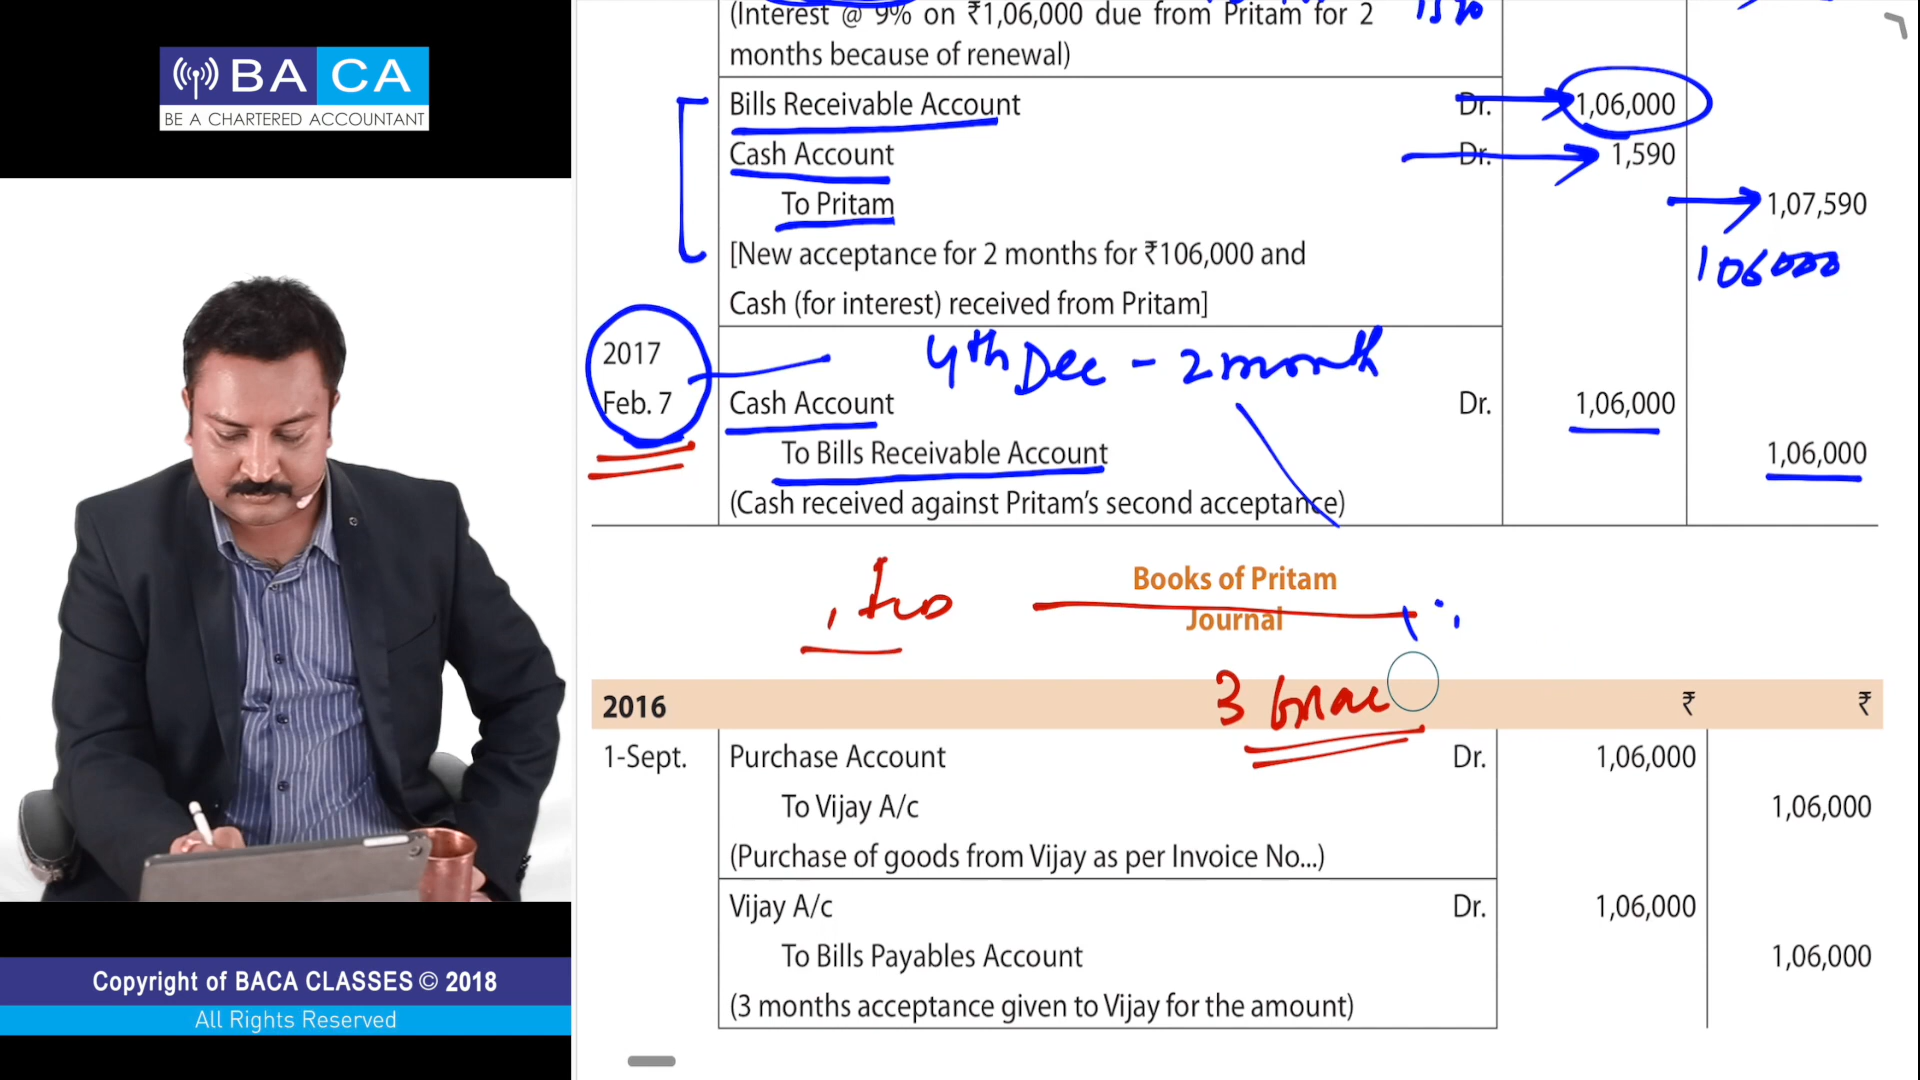 BA CA
BE A CHARTERED ACCOUNTANT
(Interest @ 9% on ₹1,06,000 due from Pritam for 2
months because of renewal)
Bills Receivable Account Dr. 1,06,000
Cash Account Dr. 1,590
To Pritam 1,07,590
106000
[New acceptance for 2 months for ₹106,000 and
Cash (for interest) received from Pritam]
2017 4th Dec - 2 month
Feb. 7 Cash Account Dr. 1,06,000
To Bills Receivable Account 1,06,000
(Cash received against Pritam’s second acceptance)
Books of Pritam
Journal
2016 3 ₹ ₹
1-Sept. Purchase Account Dr. 1,06,000
To Vijay A/c 1,06,000
(Purchase of goods from Vijay as per Invoice No...)
Vijay A/c Dr. 1,06,000
To Bills Payables Account 1,06,000
(3 months acceptance given to Vijay for the amount)
Copyright of BACA CLASSES © 2018
All Rights Reserved